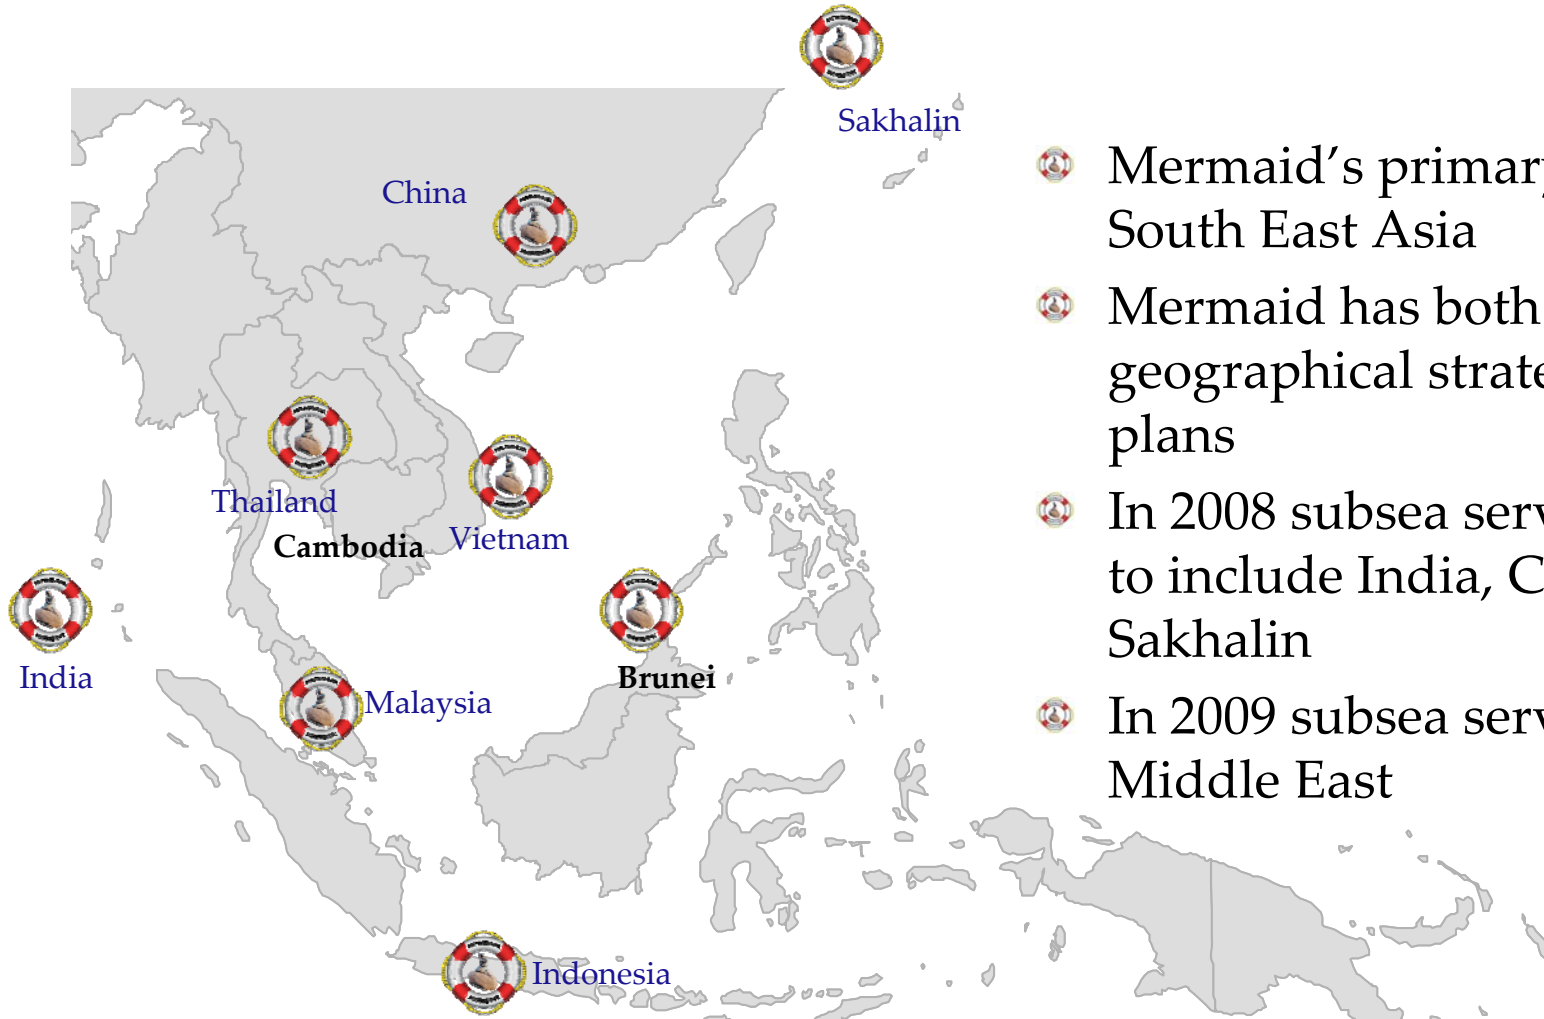 Sakhalin
China
Thailand
Cambodia
Vietnam
India
Brunei
Malaysia
Indonesia
Mermaid’s primary
South East Asia
Mermaid has both
geographical strate
plans
In 2008 subsea serv
to include India, C
Sakhalin
In 2009 subsea serv
Middle East